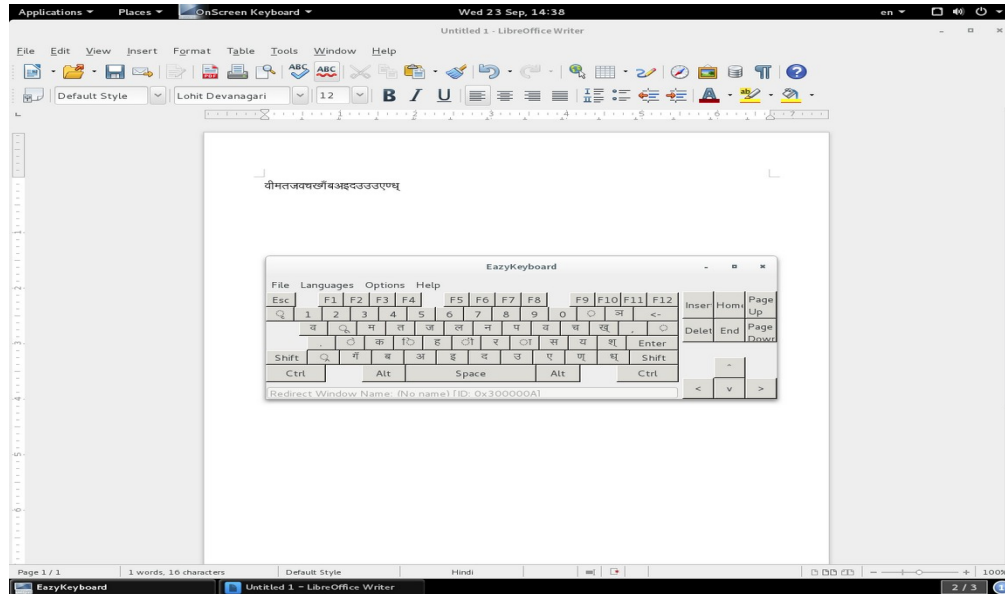 Applications Places OnScreen Keyboard Wed 23 Sep, 14:38 en
Untitled 1 - LibreOffice Writer
File Edit View Insert Format Table Tools Window Help
Default Style Lohit Devanagari 12
EazyKeyboard
File Languages Options Help
Esc F1 F2 F3 F4 F5 F6 F7 F8 F9 F10 F11 F12
1 2 3 4 5 6 7 8 9 0 ञ <-
म त ज ल न प व च ख्
क ह र स य श् Enter
Shift गँ ब अ इ द उ ए ण् ध् Shift
Ctrl Alt Space Alt Ctrl
Inser Home Page Up
Delet End Page Down
^
< v >
Redirect Window Name: (No name) [ID: 0x300000A]
Page 1 / 1 1 words, 16 characters Default Style Hindi 100%
EazyKeyboard Untitled 1 - LibreOffice Writer 2 / 3